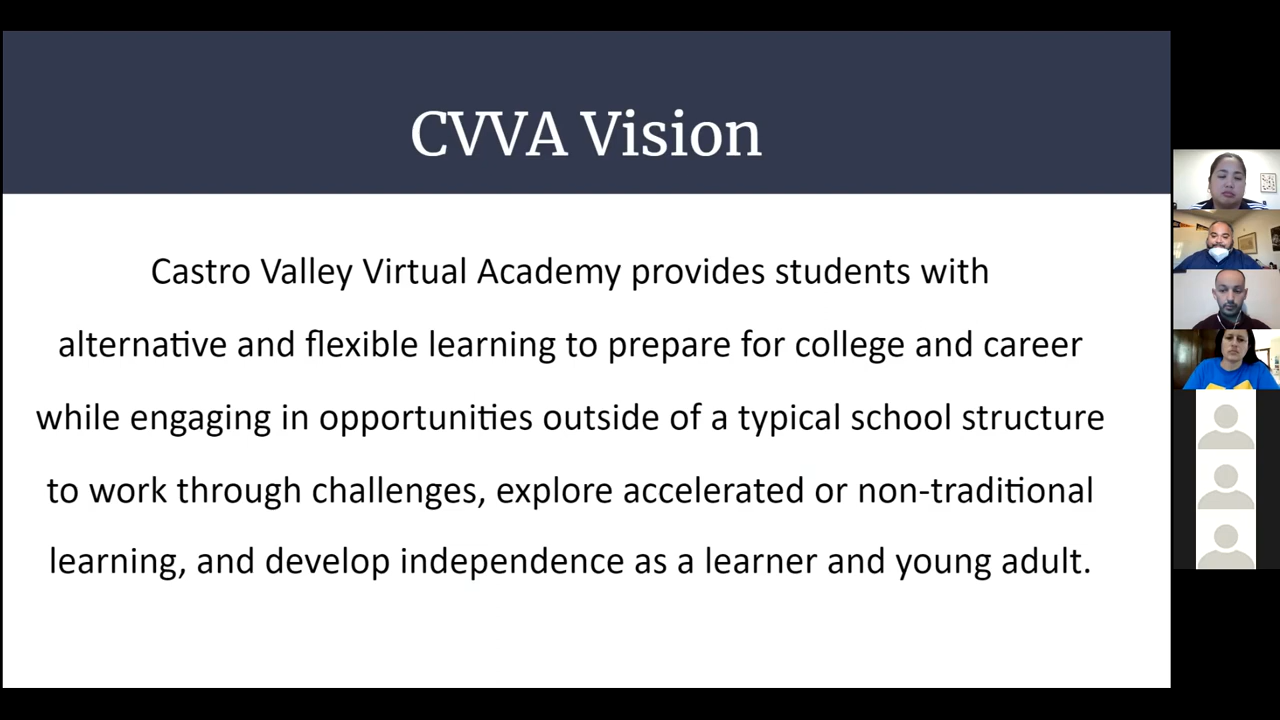 CVVA Vision
Castro Valley Virtual Academy provides students with
alternative and flexible learning to prepare for college and career
while engaging in opportunities outside of a typical school structure
to work through challenges, explore accelerated or non-traditional
learning, and develop independence as a learner and young adult.